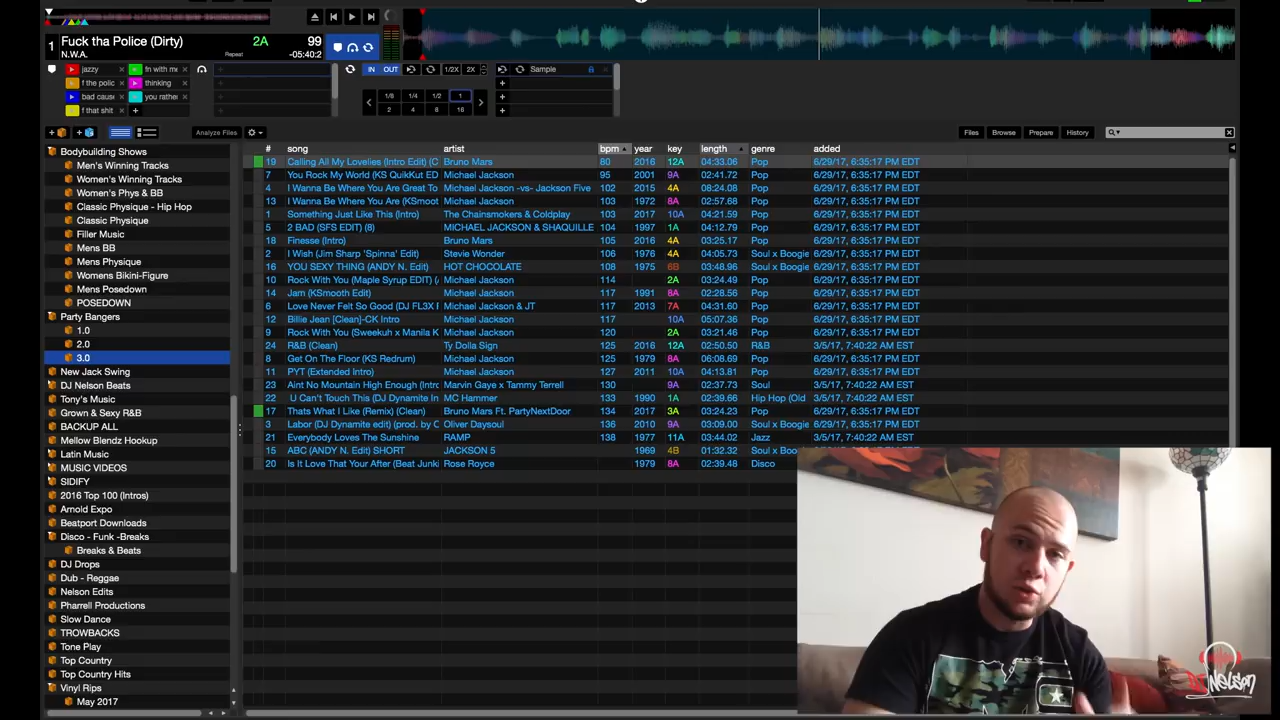 1
Fuck tha Police (Dirty)
2A
99
N.W.A.
Repeat
-05:40:2
jazzy
fn with me
f the polic
thinking
bad cause
you rathe
f that shit
IN
OUT
1/2X
2X
1/8 1/4 1/2 1
2 4 8 16
Sample
Analyze Files
Files
Browse
Prepare
History
Bodybuilding Shows
Men's Winning Tracks
Women's Winning Tracks
Women's Phys & BB
Classic Physique - Hip Hop
Classic Physique
Filler Music
Mens BB
Mens Physique
Womens Bikini-Figure
Mens Posedown
POSEDOWN
Party Bangers
1.0
2.0
3.0
New Jack Swing
DJ Nelson Beats
Tony's Music
Grown & Sexy R&B
BACKUP ALL
Mellow Blendz Hookup
Latin Music
MUSIC VIDEOS
SIDIFY
2016 Top 100 (Intros)
Arnold Expo
Beatport Downloads
Disco - Funk -Breaks
Breaks & Beats
DJ Drops
Dub - Reggae
Nelson Edits
Pharrell Productions
Slow Dance
TROWBACKS
Tone Play
Top Country
Top Country Hits
Vinyl Rips
May 2017
# song artist bpm year key length genre added
19 Calling All My Lovelies (Intro Edit) (C Bruno Mars 80 2016 12A 04:33.06 Pop 6/29/17, 6:35:17 PM EDT
7 You Rock My World (KS QuikKut ED Michael Jackson 95 2001 9A 02:41.72 Pop 6/29/17, 6:35:17 PM EDT
4 I Wanna Be Where You Are Great To Michael Jackson -vs- Jackson Five 102 2015 4A 08:24.08 Pop 6/29/17, 6:35:17 PM EDT
13 I Wanna Be Where You Are (KSmoot Michael Jackson 103 1972 8A 02:57.68 Pop 6/29/17, 6:35:17 PM EDT
1 Something Just Like This (Intro) The Chainsmokers & Coldplay 103 2017 10A 04:21.59 Pop 6/29/17, 6:35:17 PM EDT
5 2 BAD (SFS EDIT) (8) MICHAEL JACKSON & SHAQUILLE 104 1997 1A 04:12.79 Pop 6/29/17, 6:35:17 PM EDT
18 Finesse (Intro) Bruno Mars 105 2016 4A 03:25.17 Pop 6/29/17, 6:35:17 PM EDT
2 I Wish (Jim Sharp 'Spinna' Edit) Stevie Wonder 106 1976 4A 04:05.73 Soul x Boogie 6/29/17, 6:35:17 PM EDT
16 YOU SEXY THING (ANDY N. Edit) HOT CHOCOLATE 108 1975 6B 03:48.96 Soul x Boogie 6/29/17, 6:35:17 PM EDT
10 Rock With You (Maple Syrup EDIT) ( Michael Jackson 114 2A 03:24.49 Pop 6/29/17, 6:35:17 PM EDT
14 Jam (KSmooth Edit) Michael Jackson 117 1991 8A 02:28.56 Pop 6/29/17, 6:35:17 PM EDT
6 Love Never Felt So Good (DJ FL3X F Michael Jackson & JT 117 2013 7A 04:31.60 Pop 6/29/17, 6:35:17 PM EDT
12 Billie Jean [Clean}-CK Intro Michael Jackson 117 10A 05:07.36 Pop 6/29/17, 6:35:17 PM EDT
9 Rock With You (Sweekuh x Manila K Michael Jackson 120 2A 03:21.46 Pop 6/29/17, 6:35:17 PM EDT
24 R&B (Clean) Ty Dolla $ign 125 2016 12A 02:50.50 R&B 3/5/17, 7:40:22 AM EST
8 Get On The Floor (KS Redrum) Michael Jackson 125 1979 8A 06:08.69 Pop 6/29/17, 6:35:17 PM EDT
11 PYT (Extended Intro) Michael Jackson 127 2011 10A 04:13.81 Pop 6/29/17, 6:35:17 PM EDT
23 Aint No Mountain High Enough (Intro Marvin Gaye x Tammy Terrell 130 9A 02:37.73 Soul 3/5/17, 7:40:22 AM EST
22 U Can't Touch This (DJ Dynamite In MC Hammer 133 1990 1A 02:39.66 Hip Hop (Old 3/5/17, 7:40:22 AM EST
17 Thats What I Like (Remix) (Clean) Bruno Mars Ft. PartyNextDoor 134 2017 3A 03:24.23 Pop 6/29/17, 6:35:17 PM EDT
3 Labor (DJ Dynamite edit) (prod. by C Oliver Daysoul 136 2010 9A 03:09.00 Soul x Boogie 6/29/17, 6:35:17 PM EDT
21 Everybody Loves The Sunshine RAMP 138 1977 11A 03:44.02 Jazz 3/5/17, 7:40:22 AM EST
15 ABC (ANDY N. Edit) SHORT JACKSON 5 1969 4B 01:32.32 Soul x Boo
20 Is It Love That Your After (Beat Junki Rose Royce 1979 8A 02:39.48 Disco
DJ NELSON